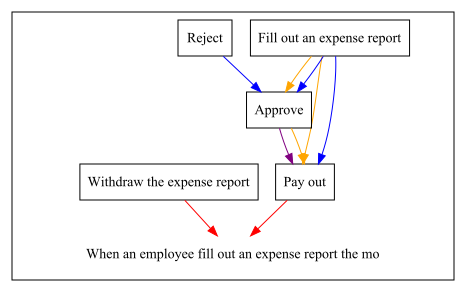 Reject
Fill out an expense report
Approve
Withdraw the expense report
Pay out
When an employee fill out an expense report the mo